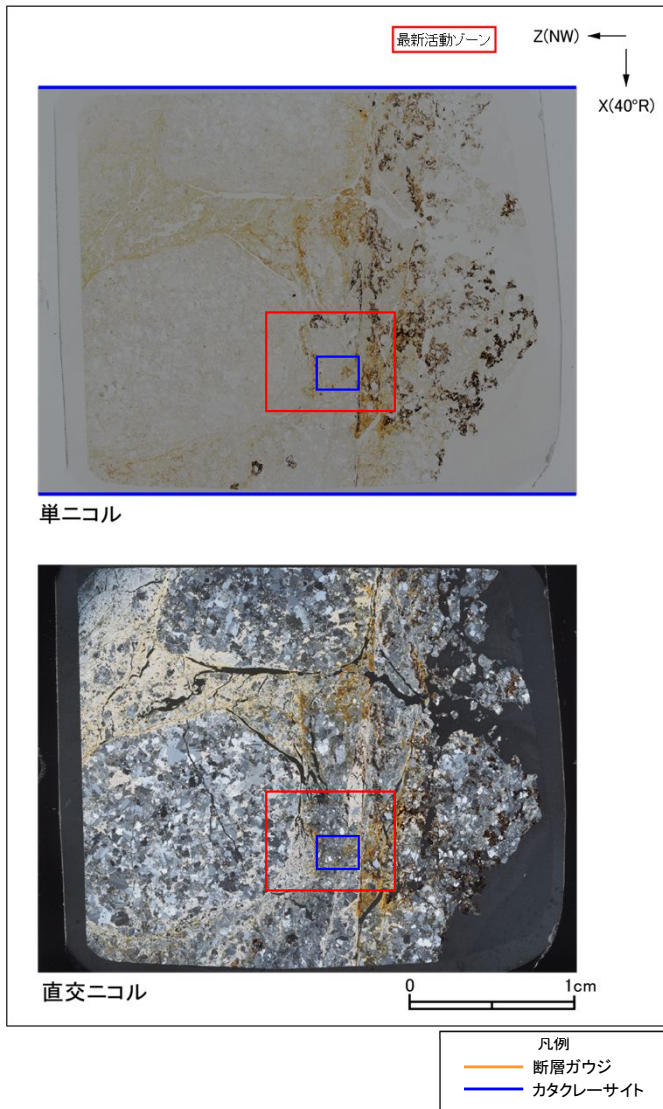 最新活動ゾーン
Z(NW)
X(40°R)
単ニコル
直交ニコル
0 1cm
凡例
断層ガウジ
カタクレーサイト